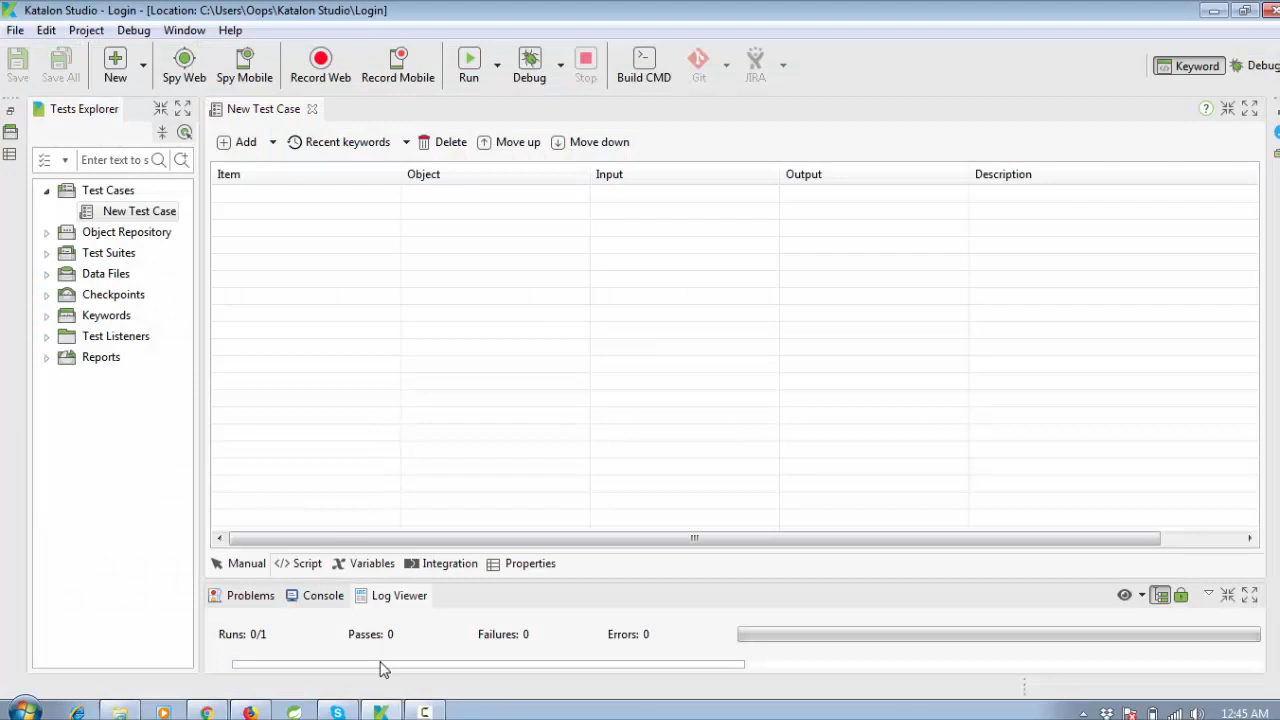 Katalon Studio - Login - [Location: C:\Users\Oops\Katalon Studio\Login]
File Edit Project Debug Window Help
Save Save All New Spy Web Spy Mobile Record Web Record Mobile Run Debug Stop Build CMD Git JIRA Keyword Debug
Tests Explorer
New Test Case
Add Recent keywords Delete Move up Move down
Enter text to s
Item Object Input Output Description
Test Cases
New Test Case
Object Repository
Test Suites
Data Files
Checkpoints
Keywords
Test Listeners
Reports
Manual </> Script Variables Integration Properties
Problems Console Log Viewer
Runs: 0/1 Passes: 0 Failures: 0 Errors: 0
12:45 AM